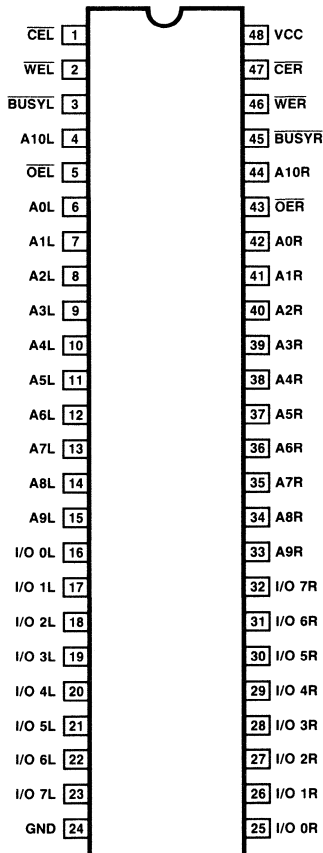 CEL 1 48 VCC
WEL 2 47 CER
BUSYL 3 46 WER
A10L 4 45 BUSYR
OEL 5 44 A10R
A0L 6 43 OER
A1L 7 42 A0R
A2L 8 41 A1R
A3L 9 40 A2R
A4L 10 39 A3R
A5L 11 38 A4R
A6L 12 37 A5R
A7L 13 36 A6R
A8L 14 35 A7R
A9L 15 34 A8R
I/O 0L 16 33 A9R
I/O 1L 17 32 I/O 7R
I/O 2L 18 31 I/O 6R
I/O 3L 19 30 I/O 5R
I/O 4L 20 29 I/O 4R
I/O 5L 21 28 I/O 3R
I/O 6L 22 27 I/O 2R
I/O 7L 23 26 I/O 1R
GND 24 25 I/O 0R